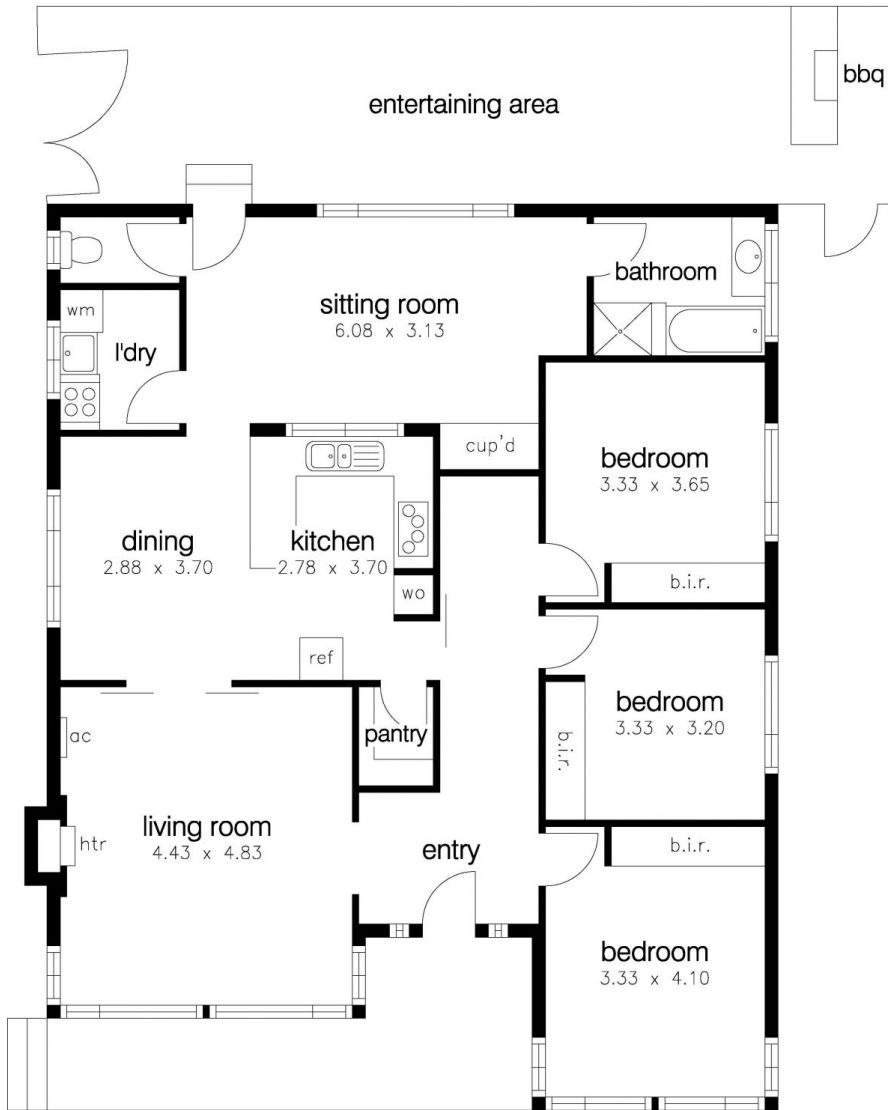 bbq
entertaining area
bathroom
sitting room
6.08 x 3.13
wm
l'dry
cup'd
bedroom
3.33 x 3.65
dining
2.88 x 3.70
kitchen
2.78 x 3.70
wo
b.i.r.
ref
bedroom
3.33 x 3.20
b.i.r.
pantry
ac
living room
4.43 x 4.83
htr
entry
b.i.r.
bedroom
3.33 x 4.10